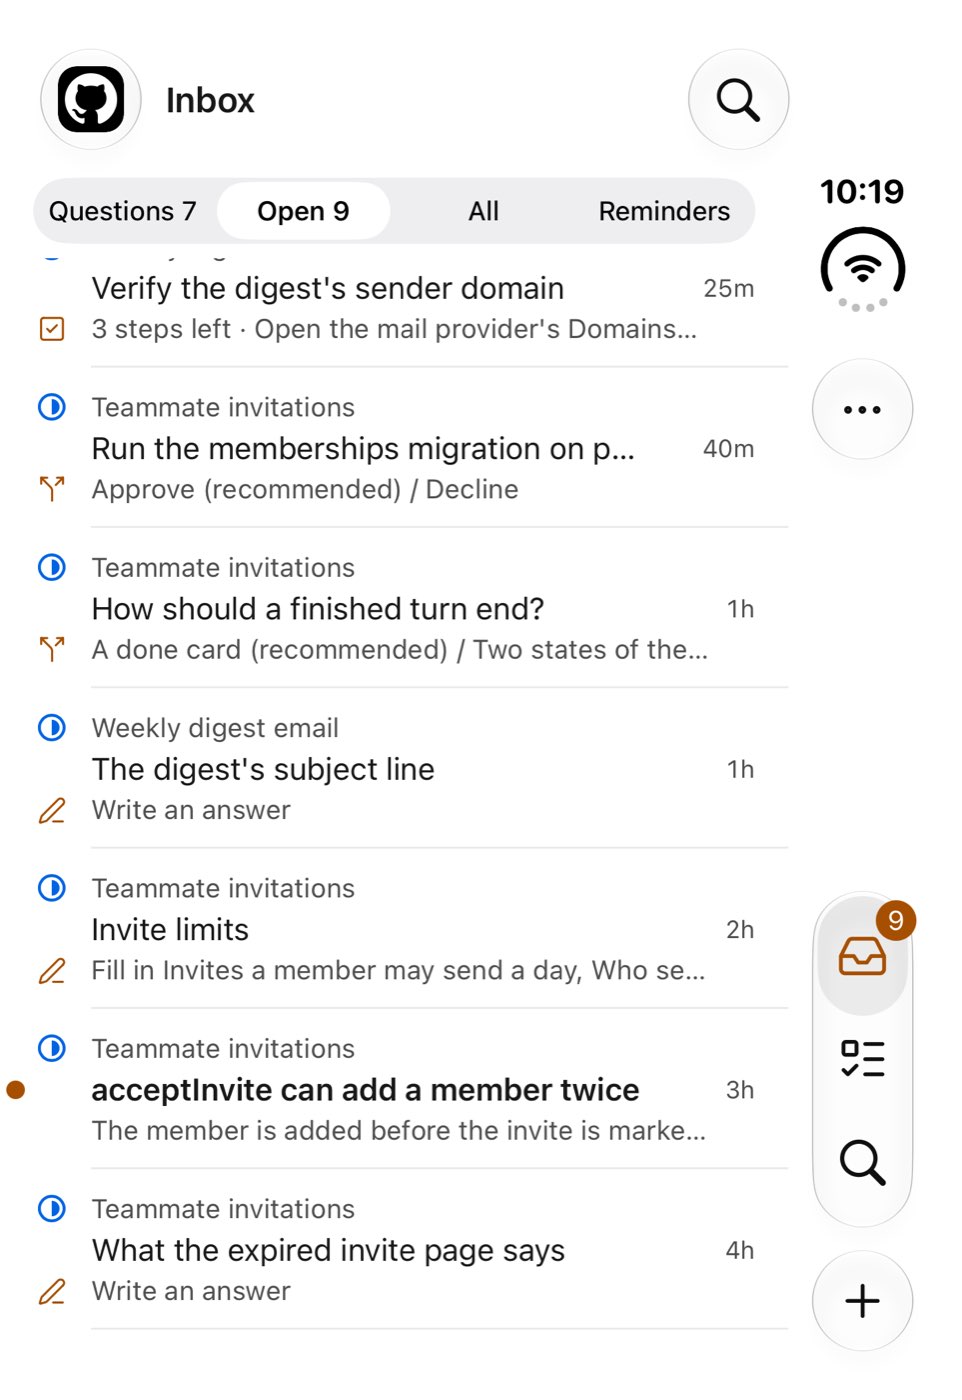 Inbox
10:19
Questions 7
Open 9
All
Reminders
Verify the digest's sender domain
25m
3 steps left · Open the mail provider's Domains...
Teammate invitations
Run the memberships migration on p...
40m
Approve (recommended) / Decline
Teammate invitations
How should a finished turn end?
1h
A done card (recommended) / Two states of the...
Weekly digest email
The digest's subject line
1h
Write an answer
Teammate invitations
Invite limits
2h
Fill in Invites a member may send a day, Who se...
9
Teammate invitations
acceptInvite can add a member twice
3h
The member is added before the invite is marke...
Teammate invitations
What the expired invite page says
4h
Write an answer